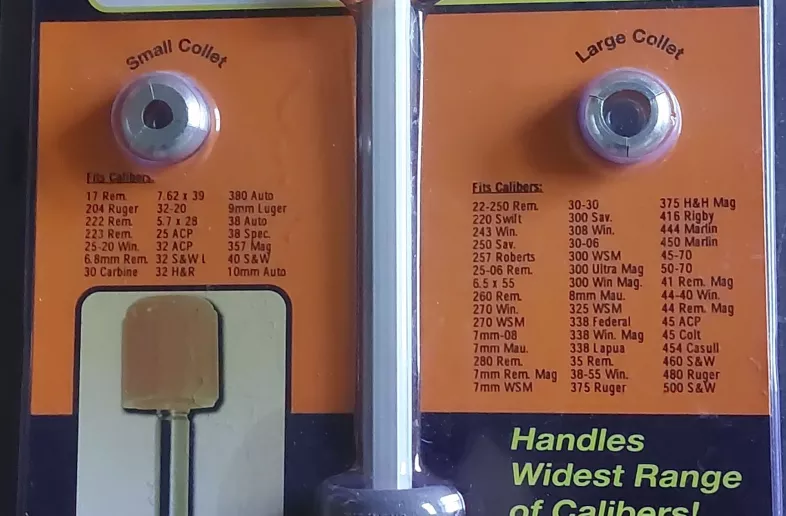 Small Collet
Fits Calibers:
17 Rem. 7.62 x 39 380 Auto
204 Ruger 32-20 9mm Luger
222 Rem. 5.7 x 28 38 Auto
223 Rem. 25 ACP 38 Spec.
25-20 Win. 32 ACP 357 Mag
6.8mm Rem. 32 S&W L 40 S&W
30 Carbine 32 H&R 10mm Auto
Large Collet
Fits Calibers:
22-250 Rem. 30-30 375 H&H Mag
220 Swift 300 Sav. 416 Rigby
243 Win. 308 Win. 444 Marlin
250 Sav. 30-06 450 Marlin
257 Roberts 300 WSM 45-70
25-06 Rem. 300 Ultra Mag 50-70
6.5 x 55 300 Win Mag. 41 Rem. Mag
260 Rem. 8mm Mau. 44-40 Win.
270 Win. 325 WSM 44 Rem. Mag
270 WSM 338 Federal 45 ACP
7mm-08 338 Win. Mag 45 Colt
7mm Mau. 338 Lapua 454 Casull
280 Rem. 35 Rem. 460 S&W
7mm Rem. Mag 38-55 Win. 480 Ruger
7mm WSM 375 Ruger 500 S&W
Handles
Widest Range
of Calibers!